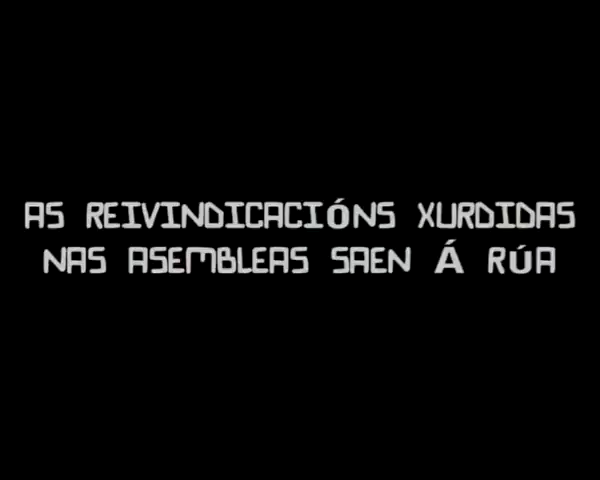 AS REIVINDICACIÓNS XURDIDAS
NAS ASEMBLEAS SAEN Á RÚA